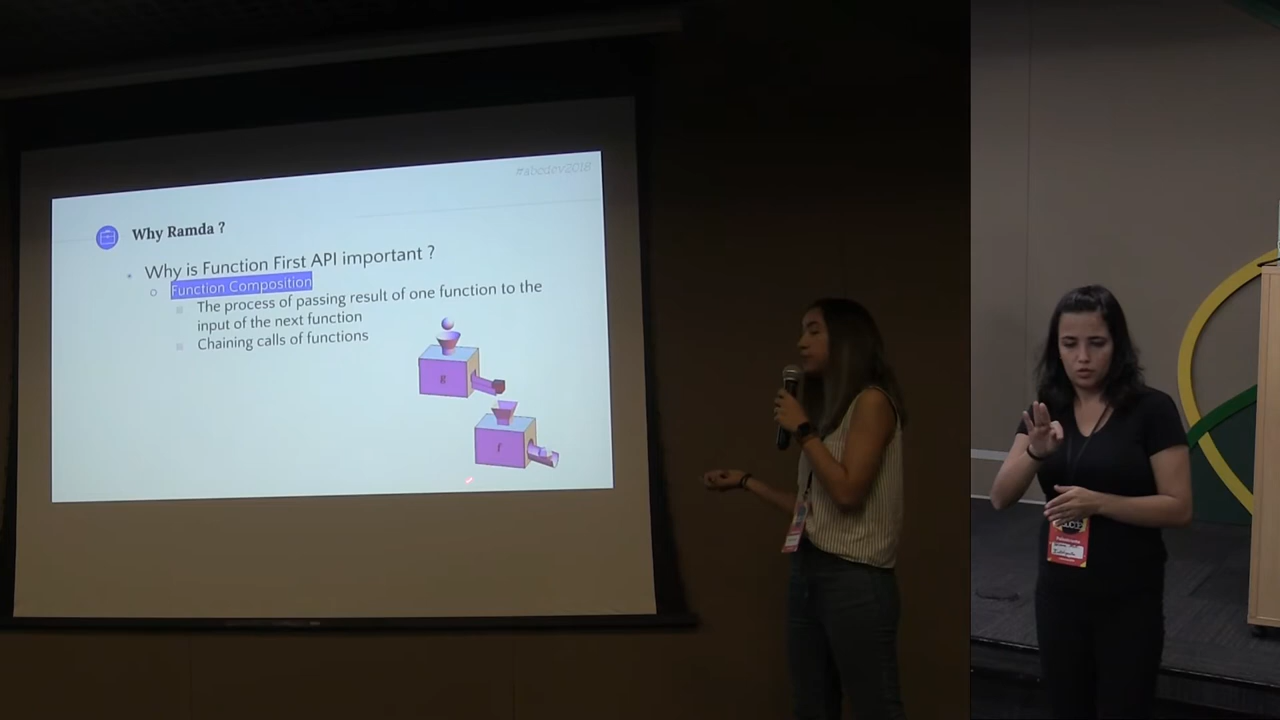 #abcdev2018
Why Ramda ?
Why is Function First API important ?
Function Composition
The process of passing result of one function to the
input of the next function
Chaining calls of functions
g
f